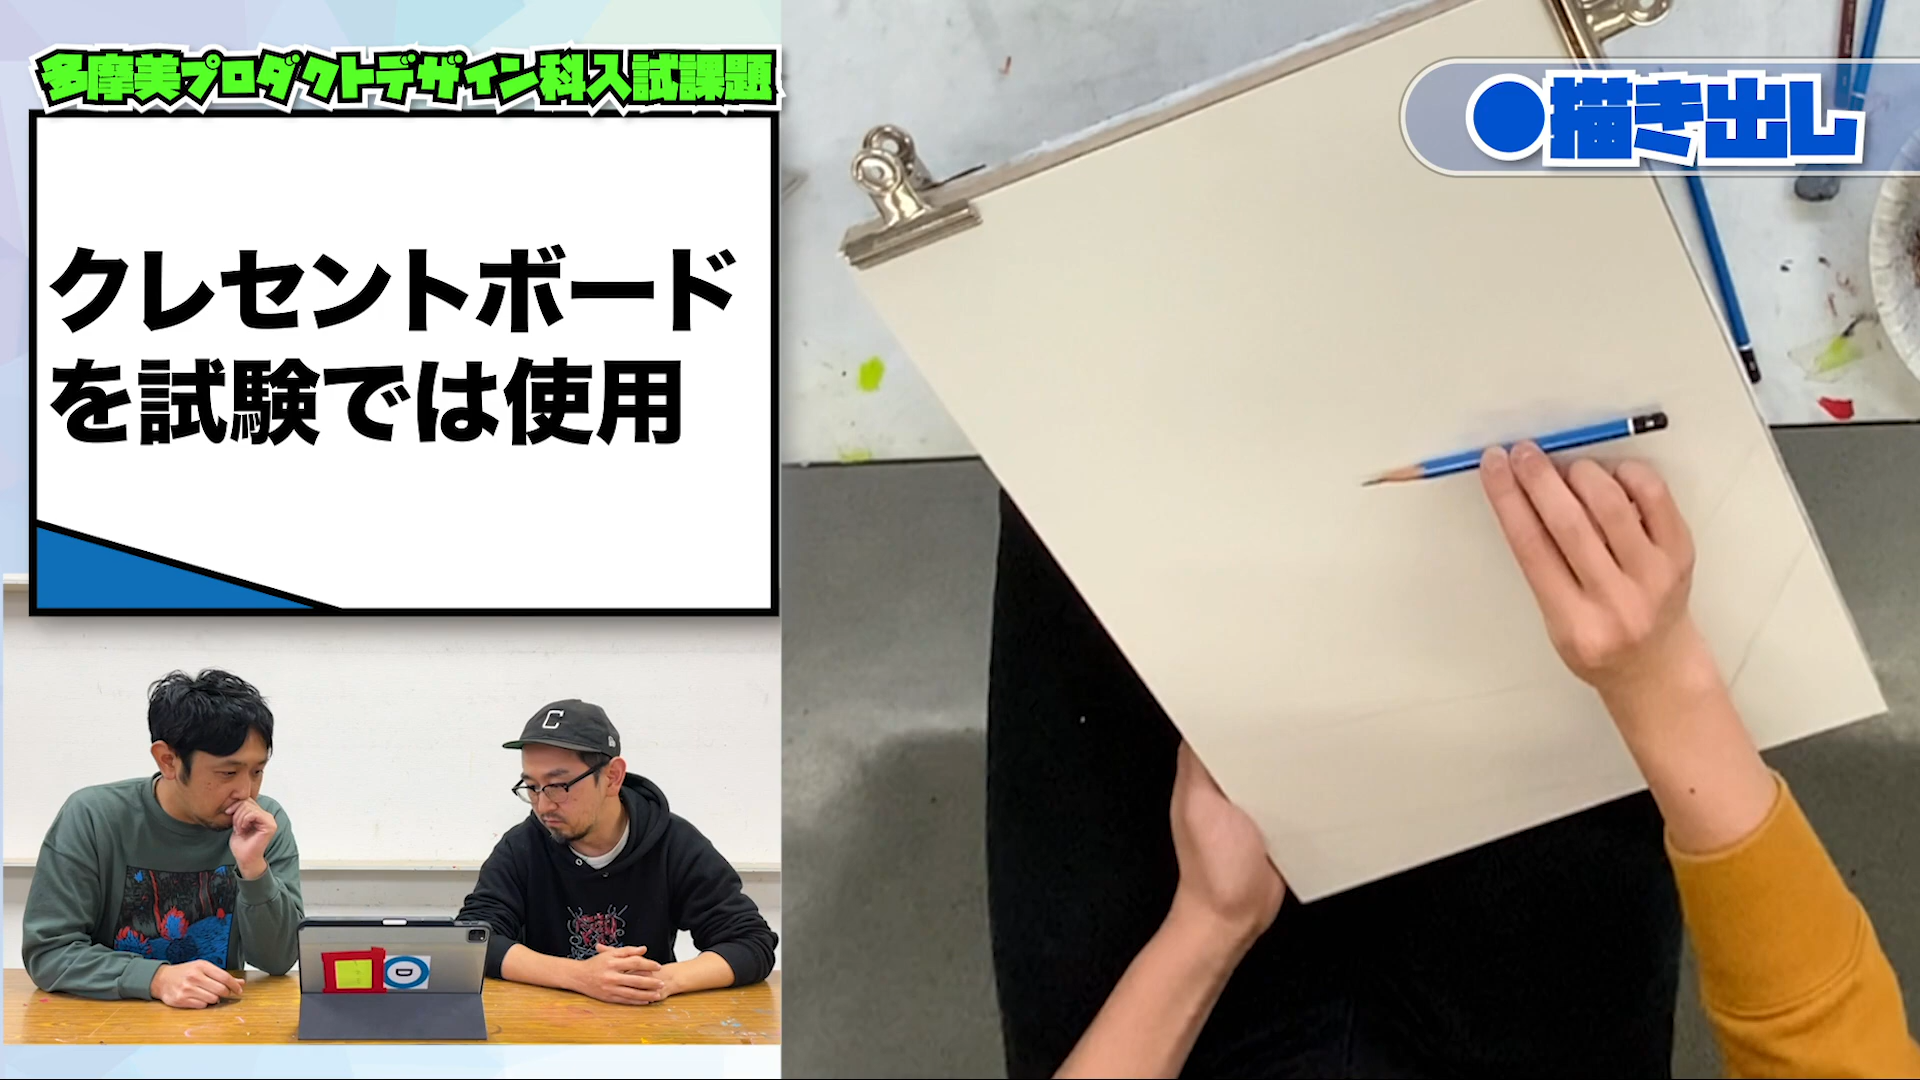 多摩美プロダクトデザイン科入試課題
●描き出し
クレセントボード
を試験では使用
C
D